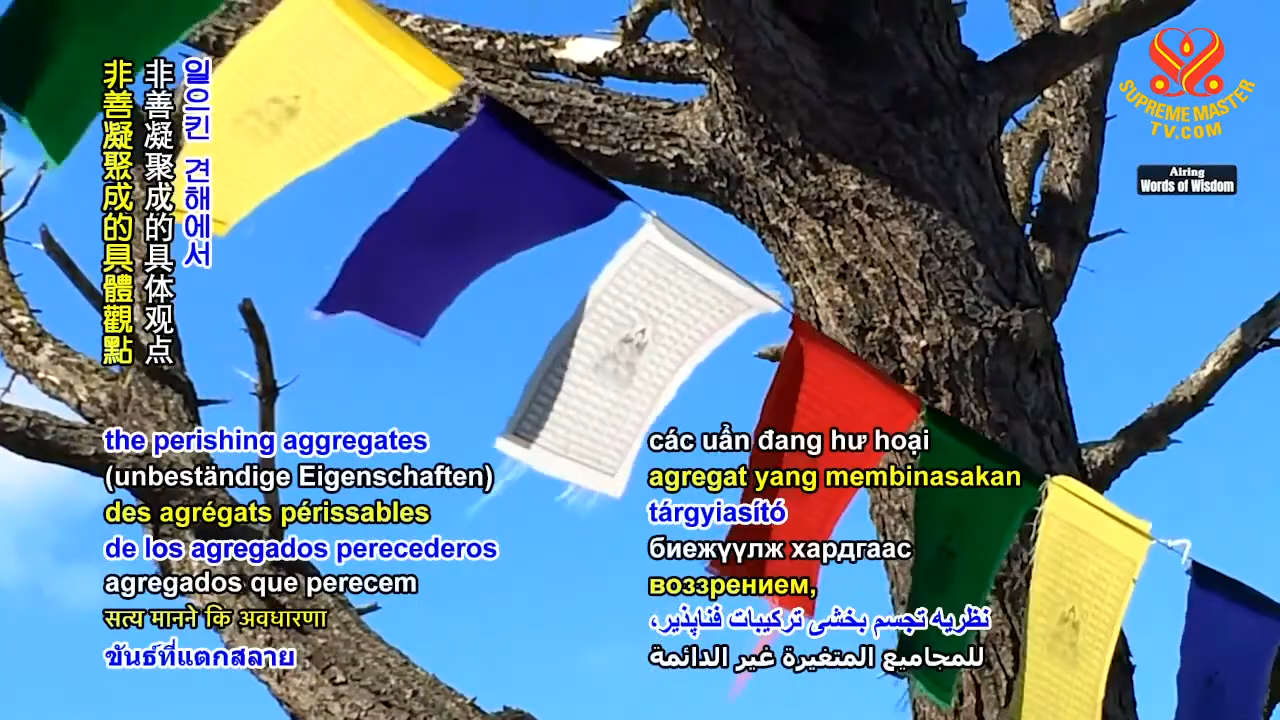 일으킨 견해에서
非善凝聚成的具体观点
非善凝聚成的具體觀點
SUPREME MASTER
TV.COM
Airing
Words of Wisdom
the perishing aggregates
(unbeständige Eigenschaften)
des agrégats périssables
de los agregados perecederos
agregados que perecem
सत्य मानने कि अवधारणा
ขันธ์ที่แตกสลาย
các uẩn đang hư hoại
agregat yang membinasakan
tárgyiasító
биежүүлж хардгаас
воззрением,
نظریه تجسم بخشی ترکیبات فناپذیر،
للمجاميع المتغيرة غير الدائمة